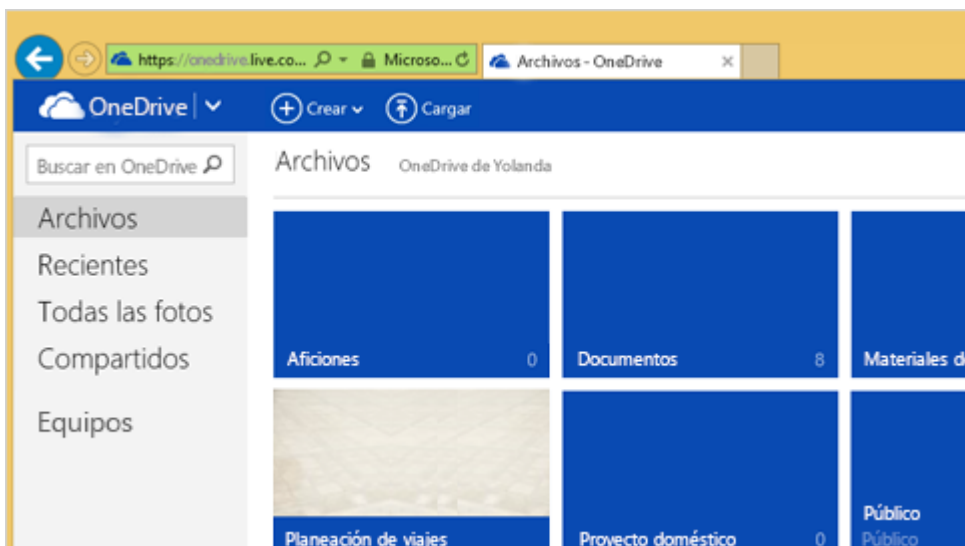 https://onedrive.live.co... Microso... Archivos - OneDrive
OneDrive Crear Cargar
Buscar en OneDrive
Archivos OneDrive de Yolanda
Archivos
Recientes
Todas las fotos
Compartidos
Equipos
Aficiones 0 Documentos 8 Materiales d
Planeación de viajes Proyecto doméstico 0 Público
Público